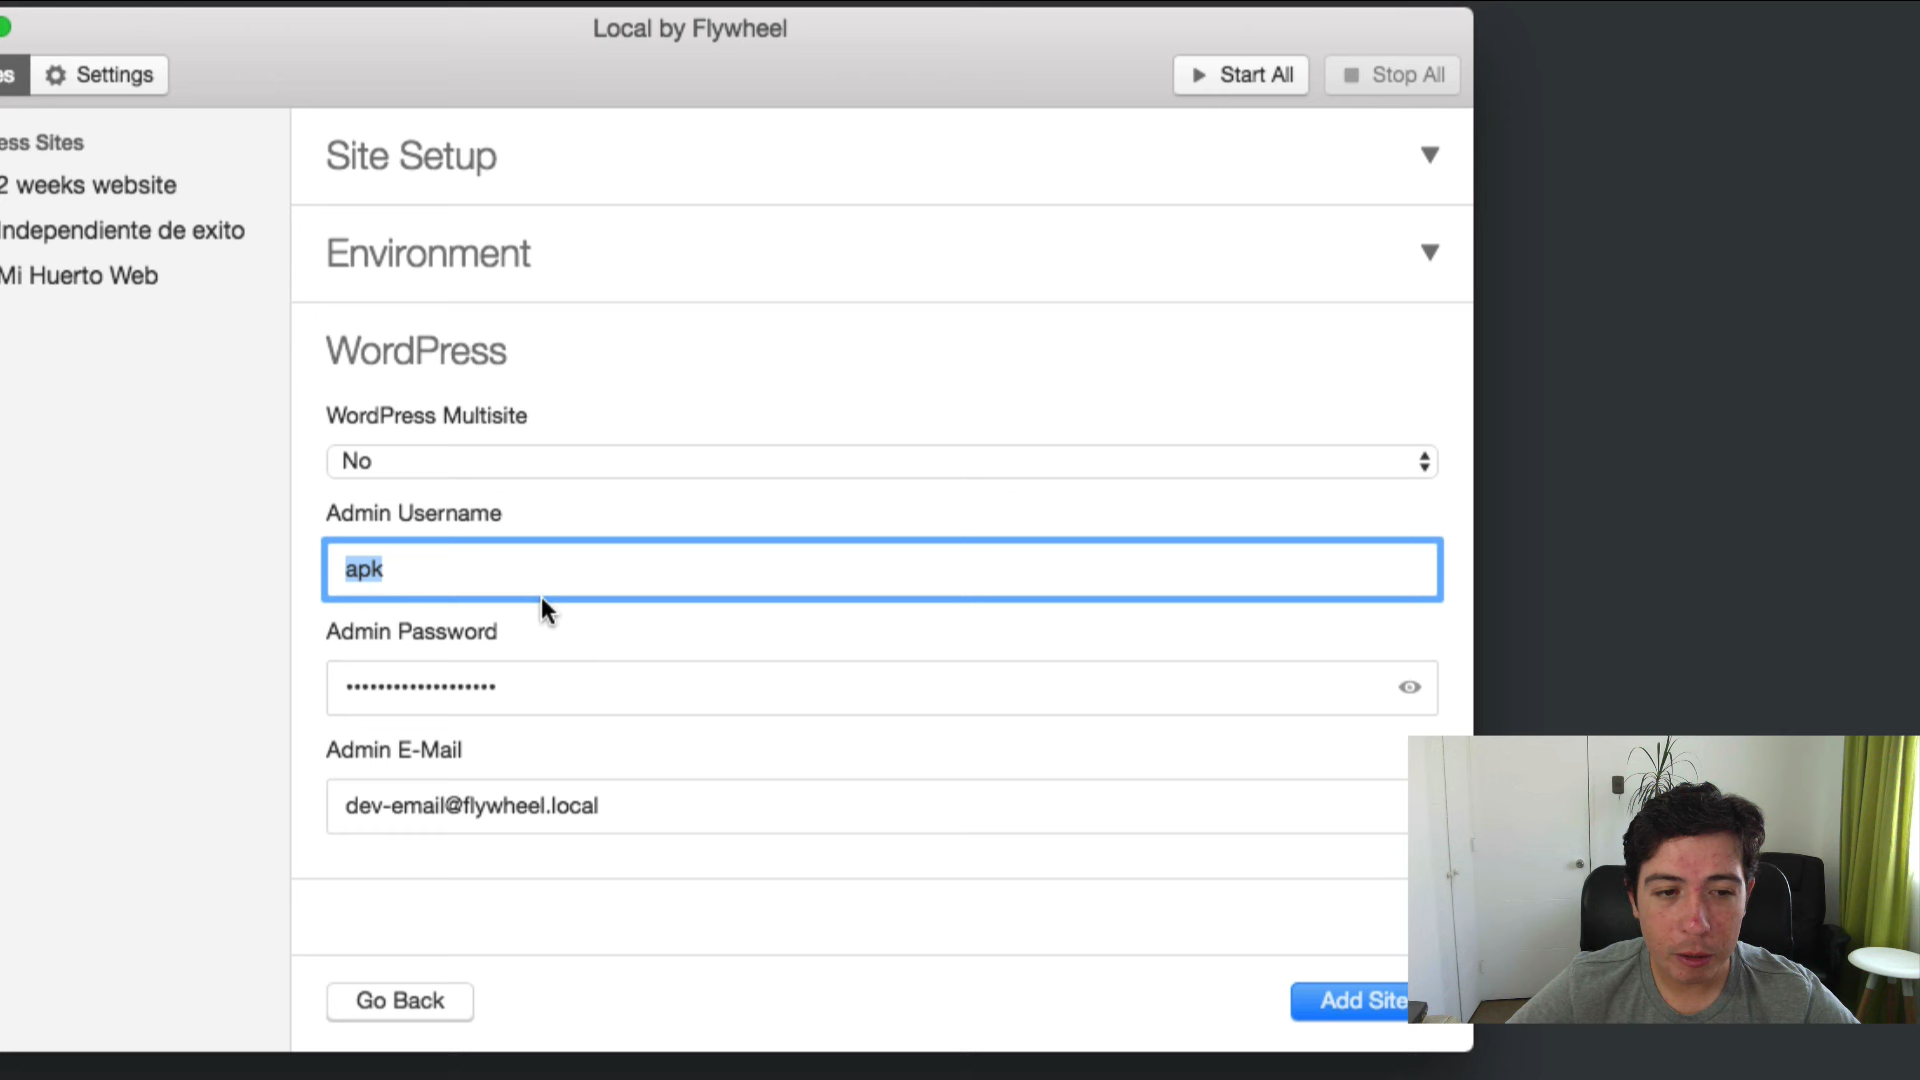 Local by Flywheel
es
Settings
Start All
Stop All
ess Sites
2 weeks website
Independiente de exito
Mi Huerto Web
Site Setup
Environment
WordPress
WordPress Multisite
No
Admin Username
apk
Admin Password
•••••••••••••••••••
Admin E-Mail
dev-email@flywheel.local
Go Back
Add Site